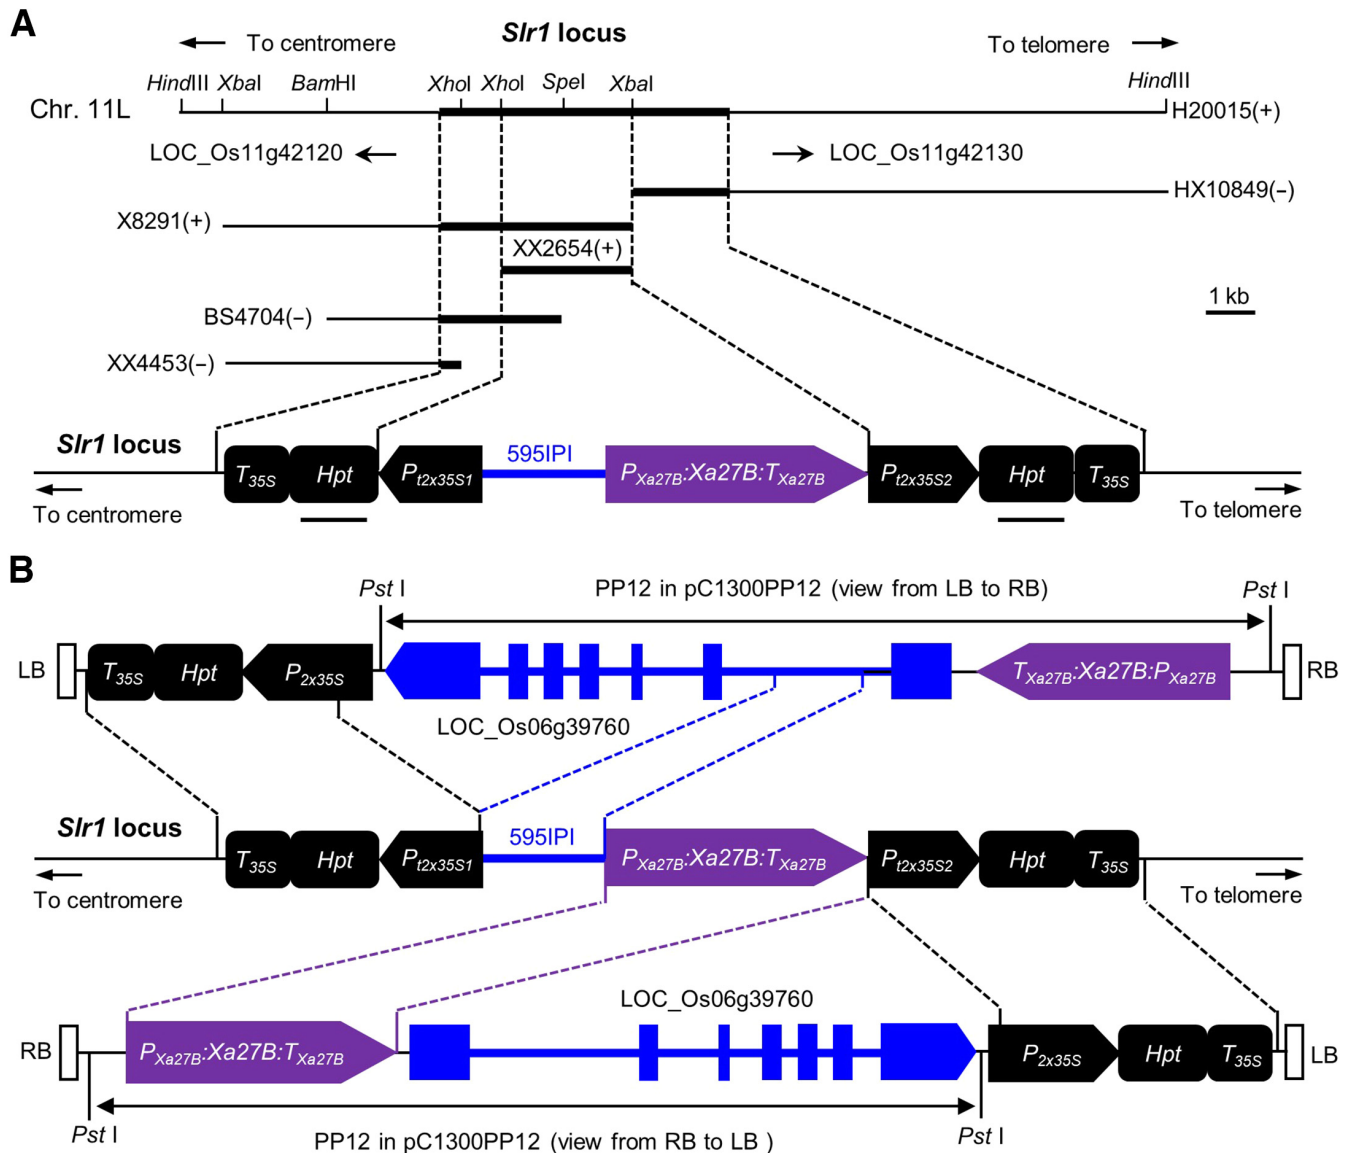 A
Slr1 locus
To centromere
To telomere
HindIII XbaI BamHI XhoI XhoI SpeI XbaI HindIII
Chr. 11L
H20015(+)
LOC_Os11g42120
LOC_Os11g42130
HX10849(–)
X8291(+)
XX2654(+)
1 kb
BS4704(–)
XX4453(–)
Slr1 locus
595IPI
T35S Hpt Pt2x35S1 PXa27B:Xa27B:TXa27B Pt2x35S2 Hpt T35S
To centromere
To telomere
B
Pst I
PP12 in pC1300PP12 (view from LB to RB)
Pst I
LB T35S Hpt P2x35S TXa27B:Xa27B:PXa27B RB
LOC_Os06g39760
Slr1 locus
595IPI
T35S Hpt Pt2x35S1 PXa27B:Xa27B:TXa27B Pt2x35S2 Hpt T35S
To centromere
To telomere
LOC_Os06g39760
RB PXa27B:Xa27B:TXa27B P2x35S Hpt T35S LB
Pst I
PP12 in pC1300PP12 (view from RB to LB )
Pst I